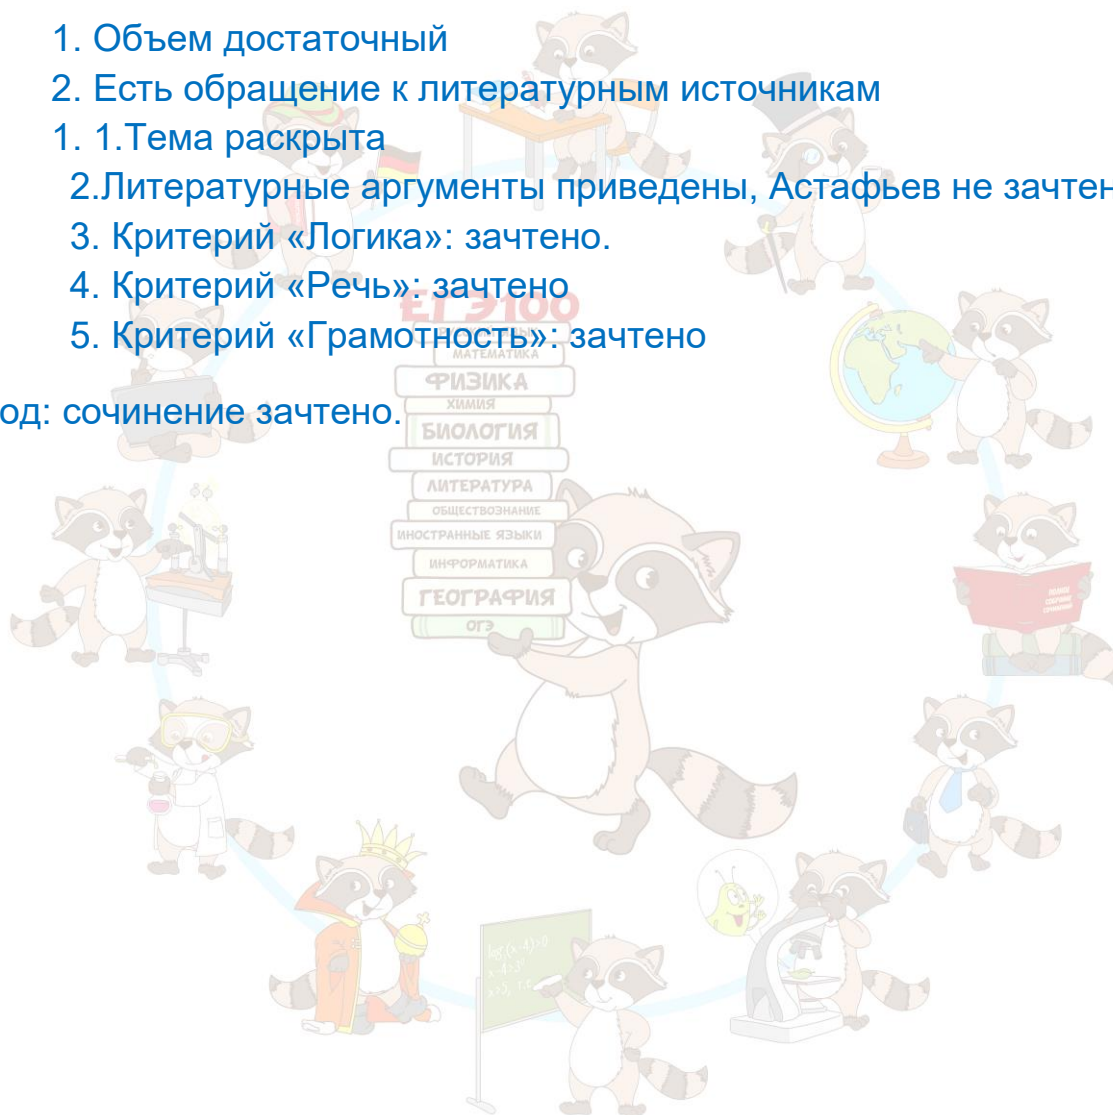 1. Объем достаточный
2. Есть обращение к литературным источникам
1. 1.Тема раскрыта
2.Литературные аргументы приведены, Астафьев не зачтен
3. Критерий «Логика»: зачтено.
4. Критерий «Речь»: зачтено
5. Критерий «Грамотность»: зачтено
од: сочинение зачтено.
ЕГЭ100
МАТЕМАТИКА
ФИЗИКА
ХИМИЯ
БИОЛОГИЯ
ИСТОРИЯ
ЛИТЕРАТУРА
ОБЩЕСТВОЗНАНИЕ
ИНОСТРАННЫЕ ЯЗЫКИ
ИНФОРМАТИКА
ГЕОГРАФИЯ
ОГЭ